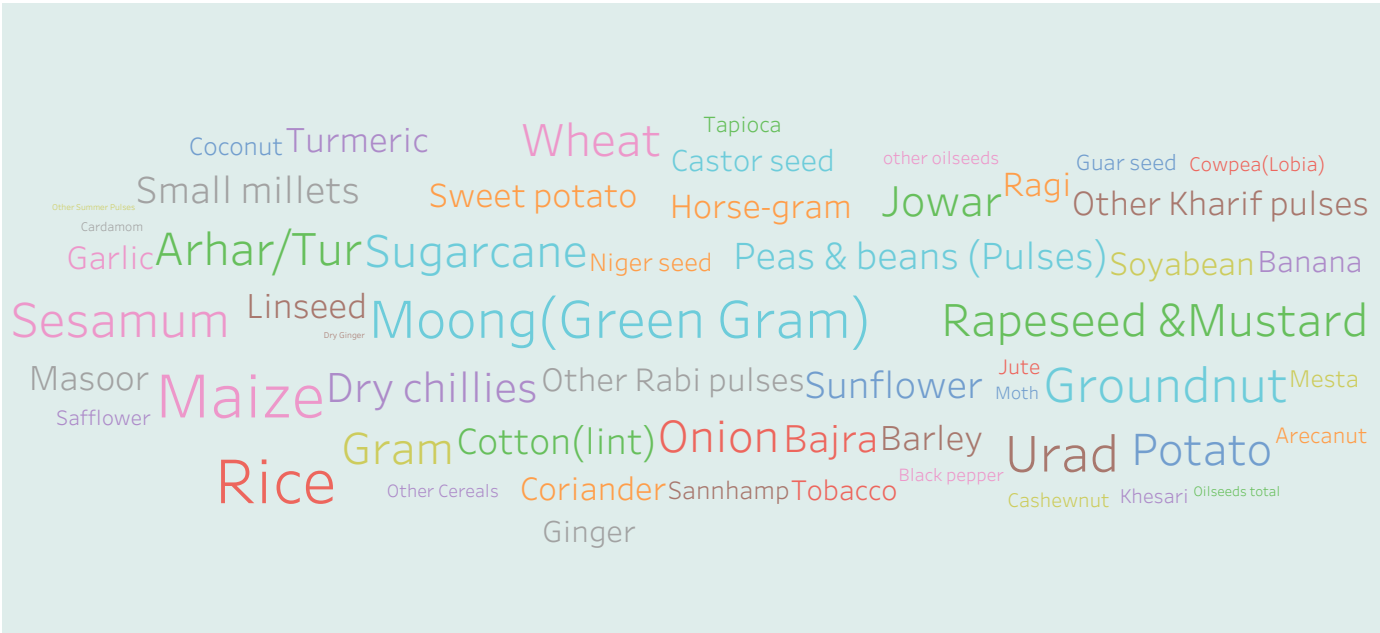 Tapioca
Coconut Turmeric Wheat
Castor seed other oilseeds Guar seed Cowpea(Lobia)
Small millets Sweet potato Horse-gram Jowar Ragi Other Kharif pulses
Other Summer Pulses
Cardamom
Garlic Arhar/Tur Sugarcane Niger seed Peas & beans (Pulses) Soyabean Banana
Sesamum Linseed Moong(Green Gram) Rapeseed &Mustard
Dry Ginger
Masoor Maize Dry chillies Other Rabi pulses Sunflower Jute Groundnut Mesta
Moth
Safflower
Gram Cotton(lint) Onion Bajra Barley Urad Potato Arecanut
Rice Other Cereals Coriander Sannhamp Tobacco Black pepper Cashewnut Khesari Oilseeds total
Ginger